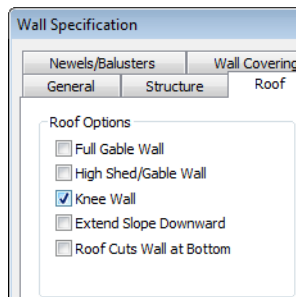 Wall Specification
Newels/Balusters Wall Covering
General Structure Roof
Roof Options
Full Gable Wall
High Shed/Gable Wall
Knee Wall
Extend Slope Downward
Roof Cuts Wall at Bottom